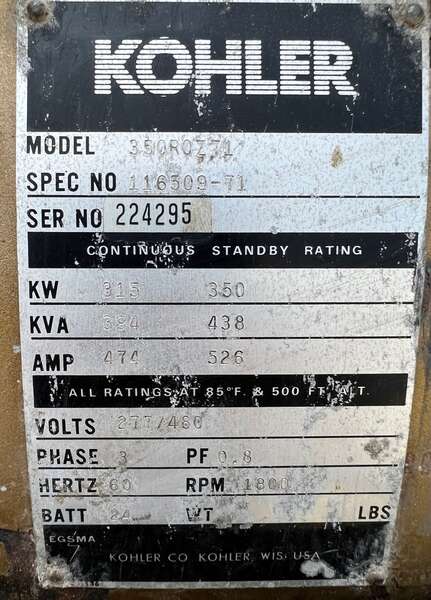 KOHLER
MODEL 350ROZ71
SPEC NO 116509-71
SER NO 224295
CONTINUOUS STANDBY RATING
KW 315 350
KVA 394 438
AMP 474 526
ALL RATINGS AT 85°F. & 500 FT. ALT.
VOLTS 277/480
PHASE 3 PF 0.8
HERTZ 60 RPM 1800
BATT 24 WT LBS
EGSMA
KOHLER CO. KOHLER, WIS. USA